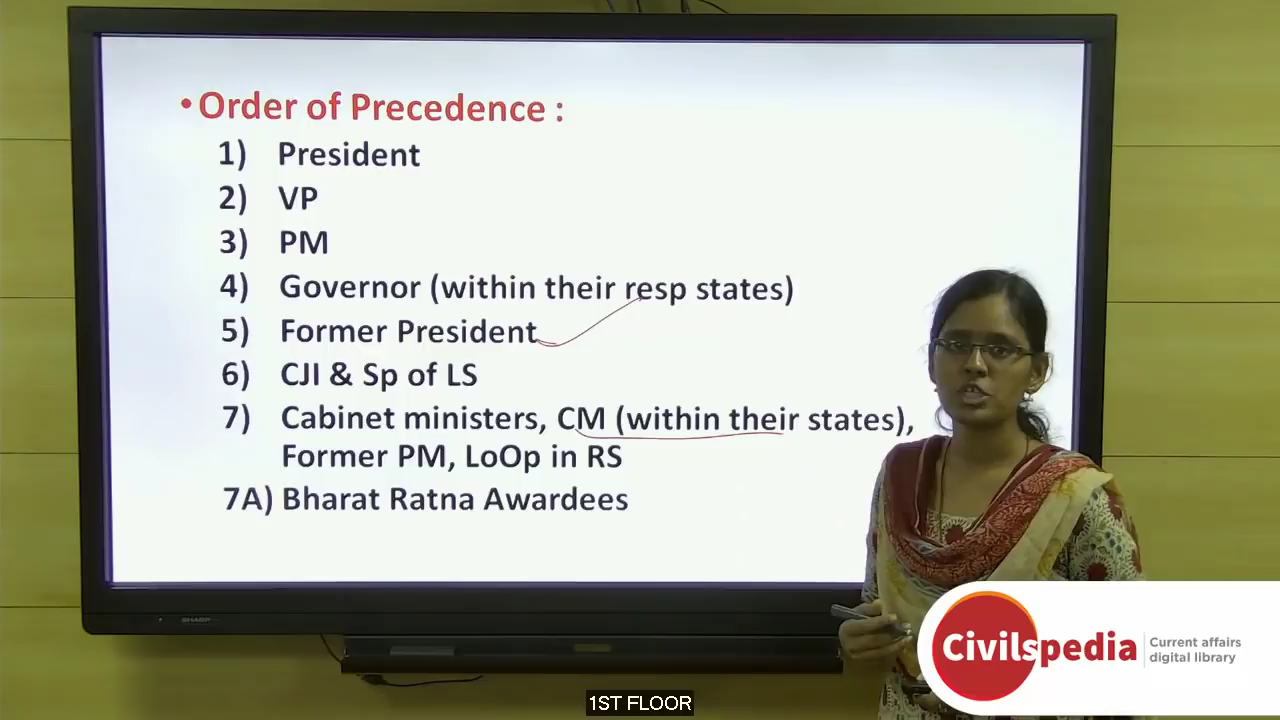 • Order of Precedence :
1) President
2) VP
3) PM
4) Governor (within their resp states)
5) Former President
6) CJI & Sp of LS
7) Cabinet ministers, CM (within their states),
Former PM, LoOp in RS
7A) Bharat Ratna Awardees
SHARP
Civilspedia
Current affairs
digital library
1ST FLOOR